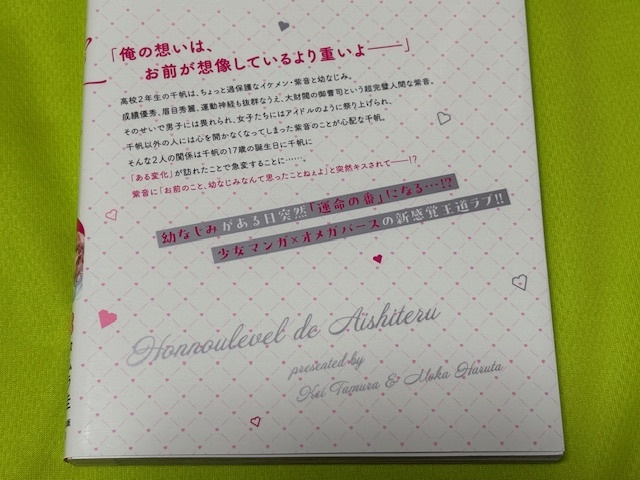 「俺の想いは、
お前が想像しているより重いよ――」
高校2年生の千帆は、ちょっと過保護なイケメン・紫音と幼なじみ。
成績優秀、眉目秀麗、運動神経も抜群なうえ、大財閥の御曹司という超完璧人間な紫音。
そのせいで男子には畏れられ、女子たちにはアイドルのように祭り上げられ、
千帆以外の人には心を開かなくなってしまった紫音のことが心配な千帆。
そんな2人の関係は千帆の17歳の誕生日に千帆に
「ある変化」が訪れたことで急変することに……。
紫音に「お前のこと、幼なじみなんて思ったことねぇよ」と突然キスされて――!?
幼なじみがある日突然「運命の番」になる…!?
少女マンガ×オメガバースの新感覚王道ラブ!!
Honnoulevel de Aishiteru
presented by
Koi Tamura & Moka Haruta